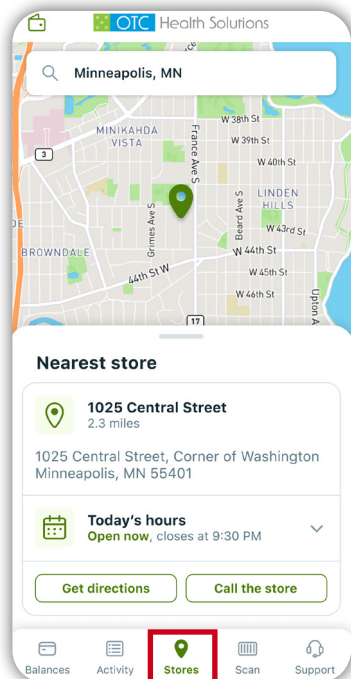 OTC Health Solutions
Minneapolis, MN
W 38th St
MINIKAHDA
VISTA
France Ave S
W 39th St
3
W 40th St
Grimes Ave S
Beard Ave S
LINDEN
HILLS
W 43rd St
BROWNDALE
W 44th St
44th St W
W 45th St
W 46th St
Upton A
17
Nearest store
1025 Central Street
2.3 miles
1025 Central Street, Corner of Washington
Minneapolis, MN 55401
Today's hours
Open now, closes at 9:30 PM
Get directions
Call the store
Balances
Activity
Stores
Scan
Support